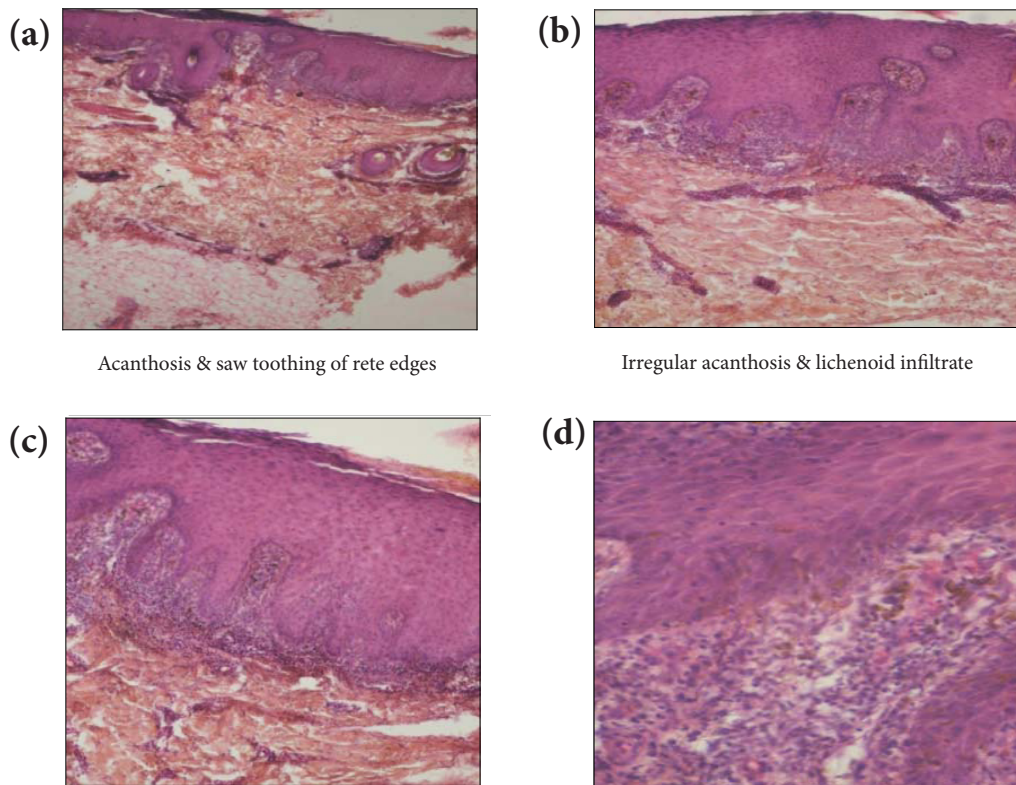 (a)
(b)
Acanthosis & saw toothing of rete edges
Irregular acanthosis & lichenoid infiltrate
(c)
(d)